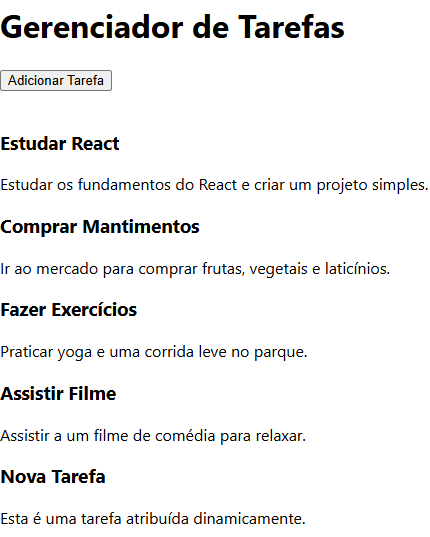 Gerenciador de Tarefas
Adicionar Tarefa
Estudar React
Estudar os fundamentos do React e criar um projeto simples.
Comprar Mantimentos
Ir ao mercado para comprar frutas, vegetais e laticínios.
Fazer Exercícios
Praticar yoga e uma corrida leve no parque.
Assistir Filme
Assistir a um filme de comédia para relaxar.
Nova Tarefa
Esta é uma tarefa atribuída dinamicamente.